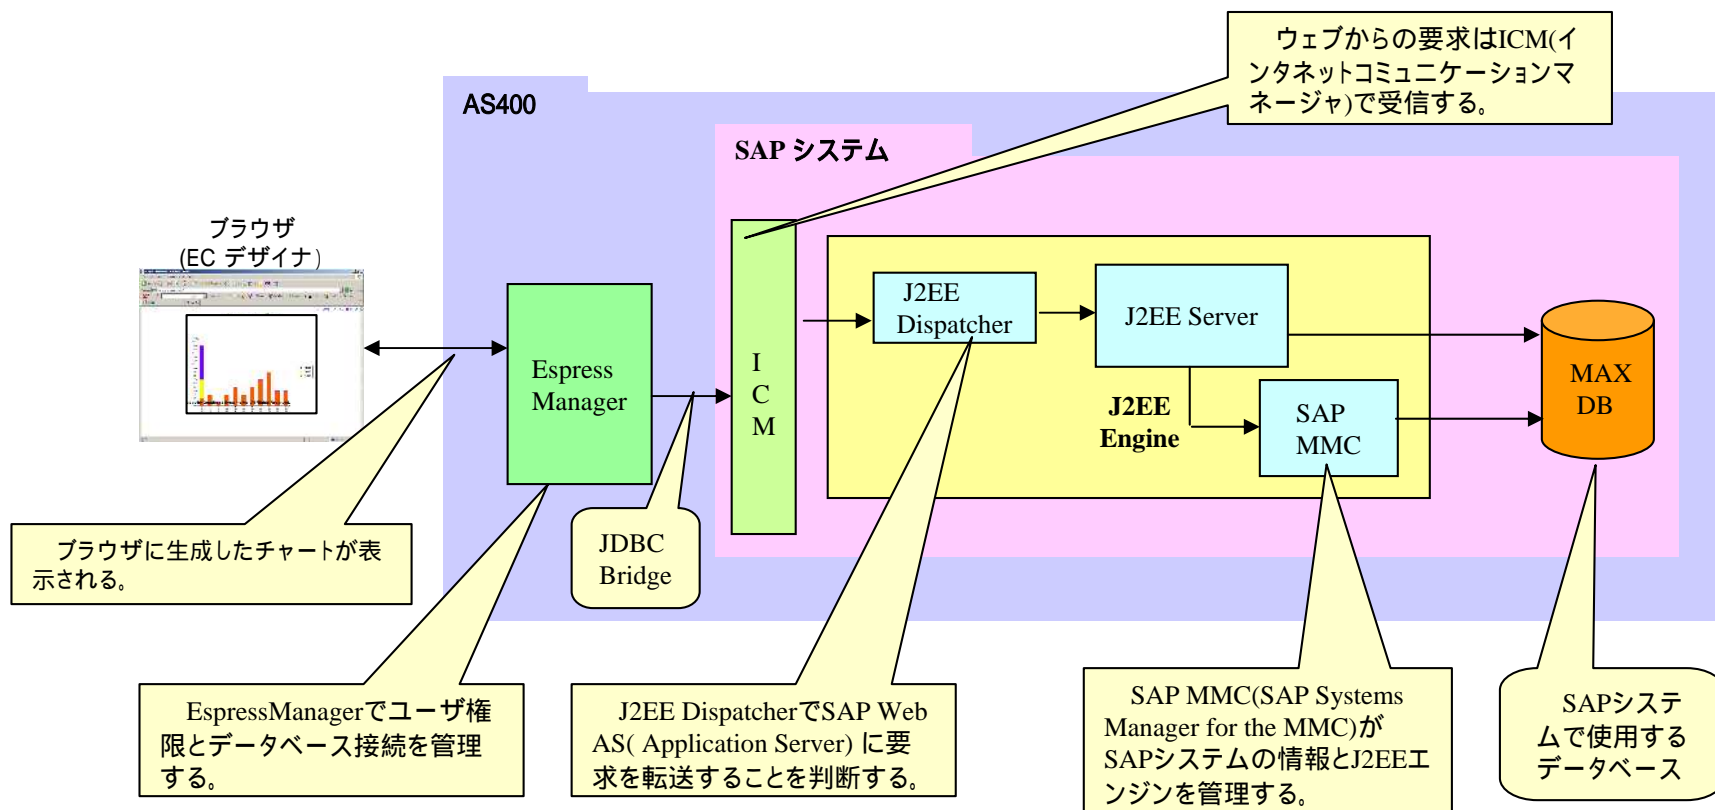 ウェブからの要求はICM(イ
ンタネットコミュニケーションマ
ネージャ)で受信する。
AS400
SAP システム
ブラウザ
(EC デザイナ)
J2EE
Dispatcher
J2EE Server
Espress
Manager
I
C
M
J2EE
Engine
SAP
MMC
MAX
DB
JDBC
Bridge
ブラウザに生成したチャートが表
示される。
EspressManagerでユーザ権
限とデータベース接続を管理
する。
J2EE DispatcherでSAP Web
AS( Application Server) に要
求を転送することを判断する。
SAP MMC(SAP Systems
Manager for the MMC)が
SAPシステムの情報とJ2EEエ
ンジンを管理する。
SAPシステ
ムで使用する
データベース